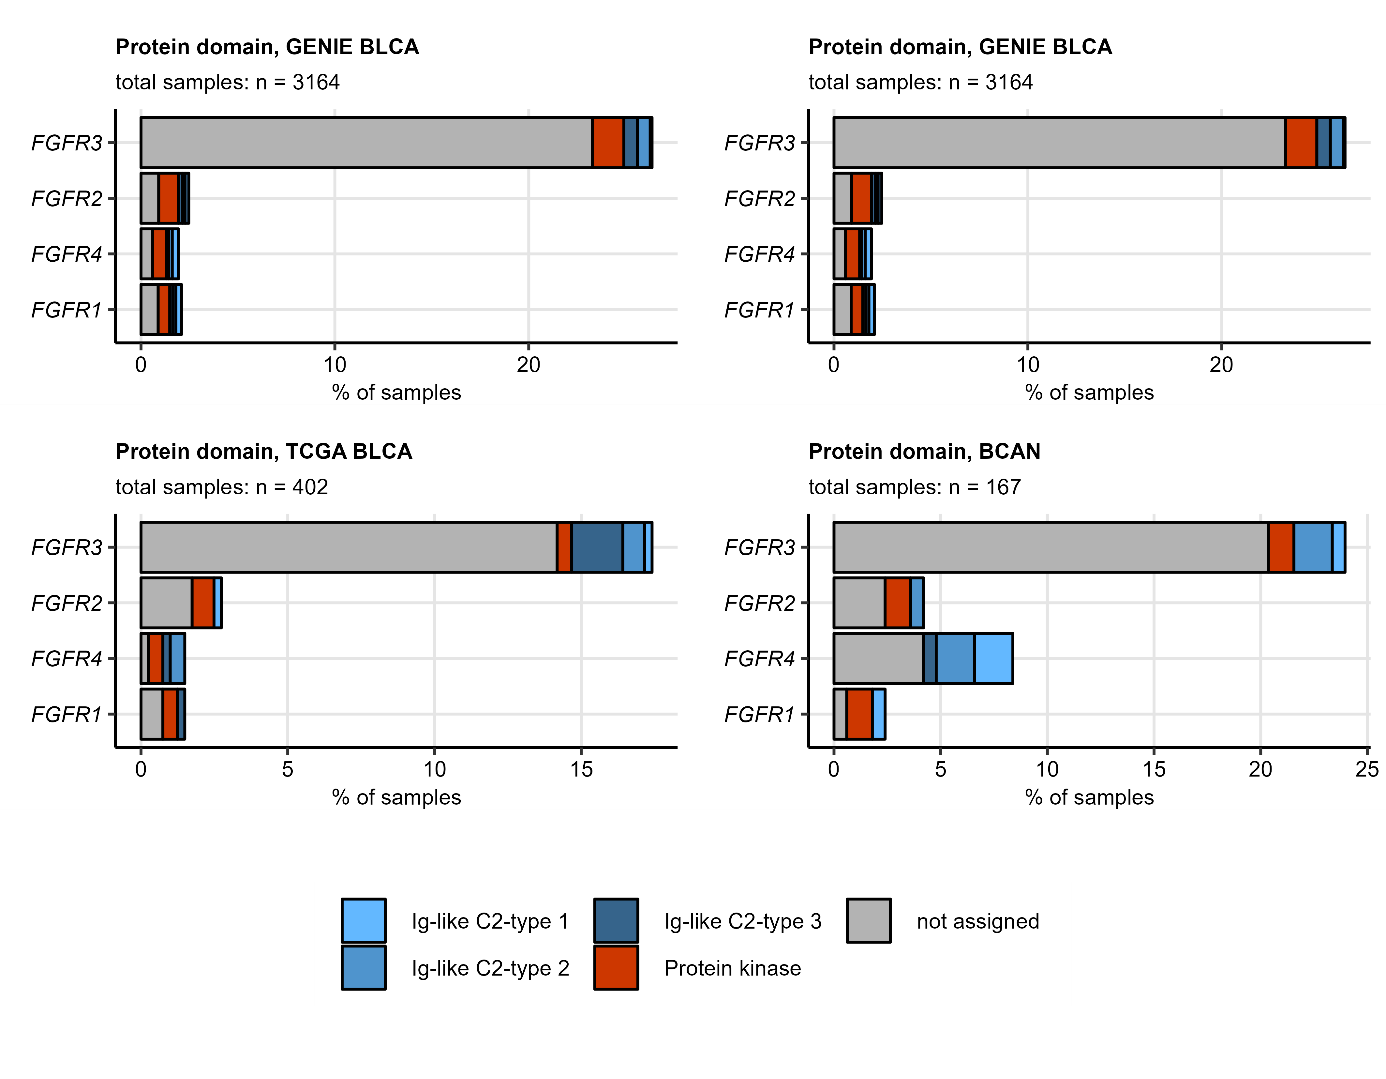 Protein domain, GENIE BLCA
total samples: n = 3164
FGFR3
FGFR2
FGFR4
FGFR1
0 10 20
% of samples
Protein domain, GENIE BLCA
total samples: n = 3164
FGFR3
FGFR2
FGFR4
FGFR1
0 10 20
% of samples
Protein domain, TCGA BLCA
total samples: n = 402
FGFR3
FGFR2
FGFR4
FGFR1
0 5 10 15
% of samples
Protein domain, BCAN
total samples: n = 167
FGFR3
FGFR2
FGFR4
FGFR1
0 5 10 15 20 25
% of samples
Ig-like C2-type 1
Ig-like C2-type 3
not assigned
Ig-like C2-type 2
Protein kinase